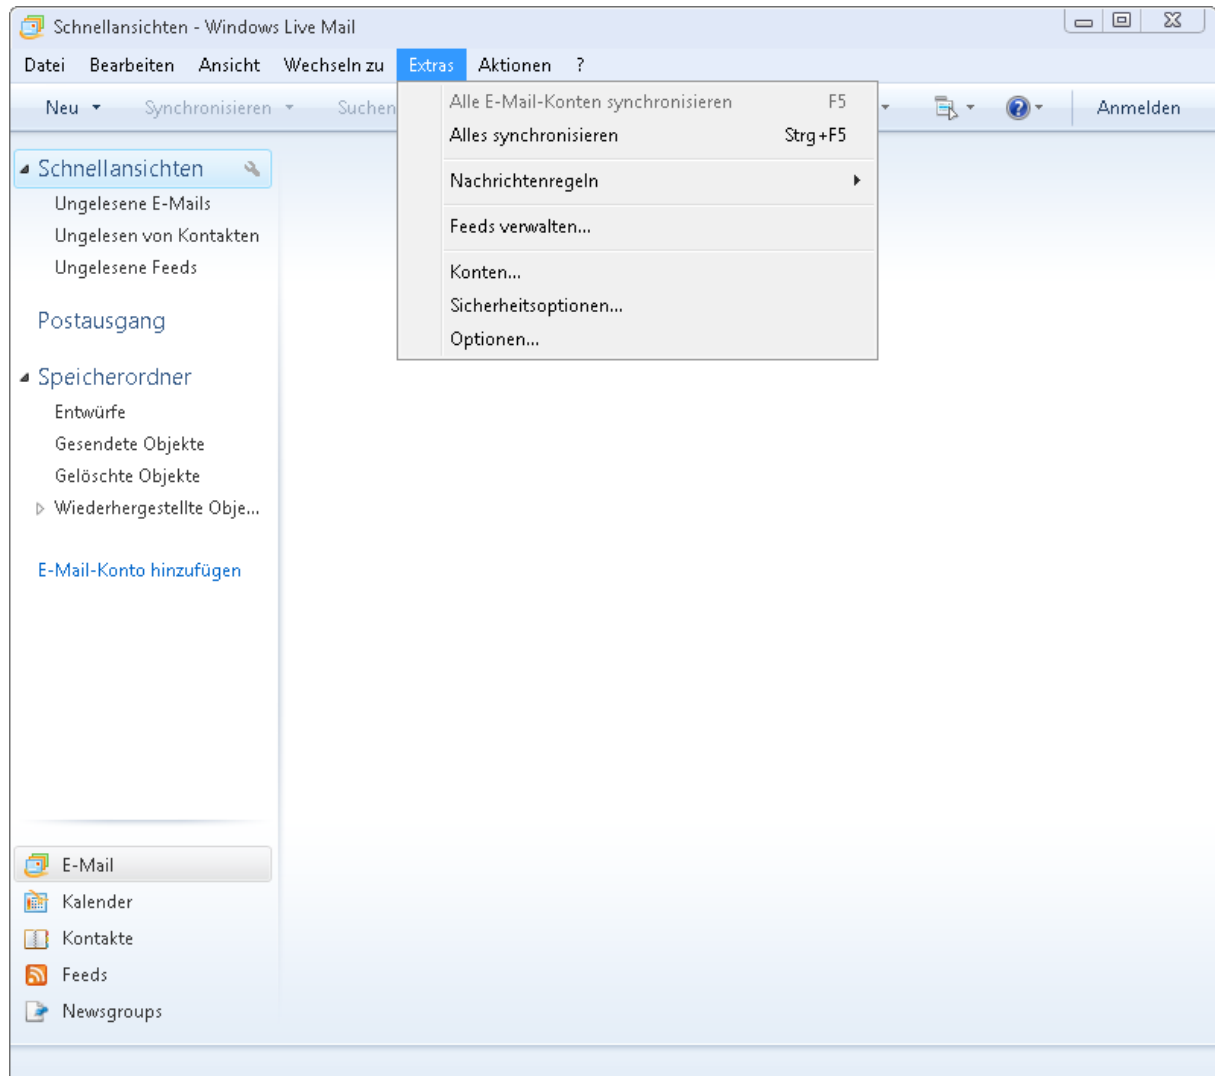 Schnellansichten - Windows Live Mail
Datei Bearbeiten Ansicht Wechseln zu Extras Aktionen ?
Neu Synchronisieren Suchen Anmelden
Alle E-Mail-Konten synchronisieren F5
Alles synchronisieren Strg+F5
Nachrichtenregeln
Feeds verwalten...
Konten...
Sicherheitsoptionen...
Optionen...
Schnellansichten
Ungelesene E-Mails
Ungelesen von Kontakten
Ungelesene Feeds
Postausgang
Speicherordner
Entwürfe
Gesendete Objekte
Gelöschte Objekte
Wiederhergestellte Obje...
E-Mail-Konto hinzufügen
E-Mail
Kalender
Kontakte
Feeds
Newsgroups